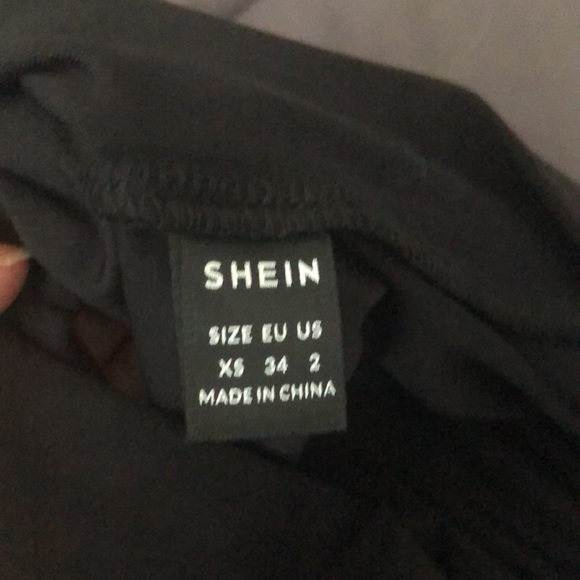 SHEIN
SIZE EU US
XS 34 2
MADE IN CHINA